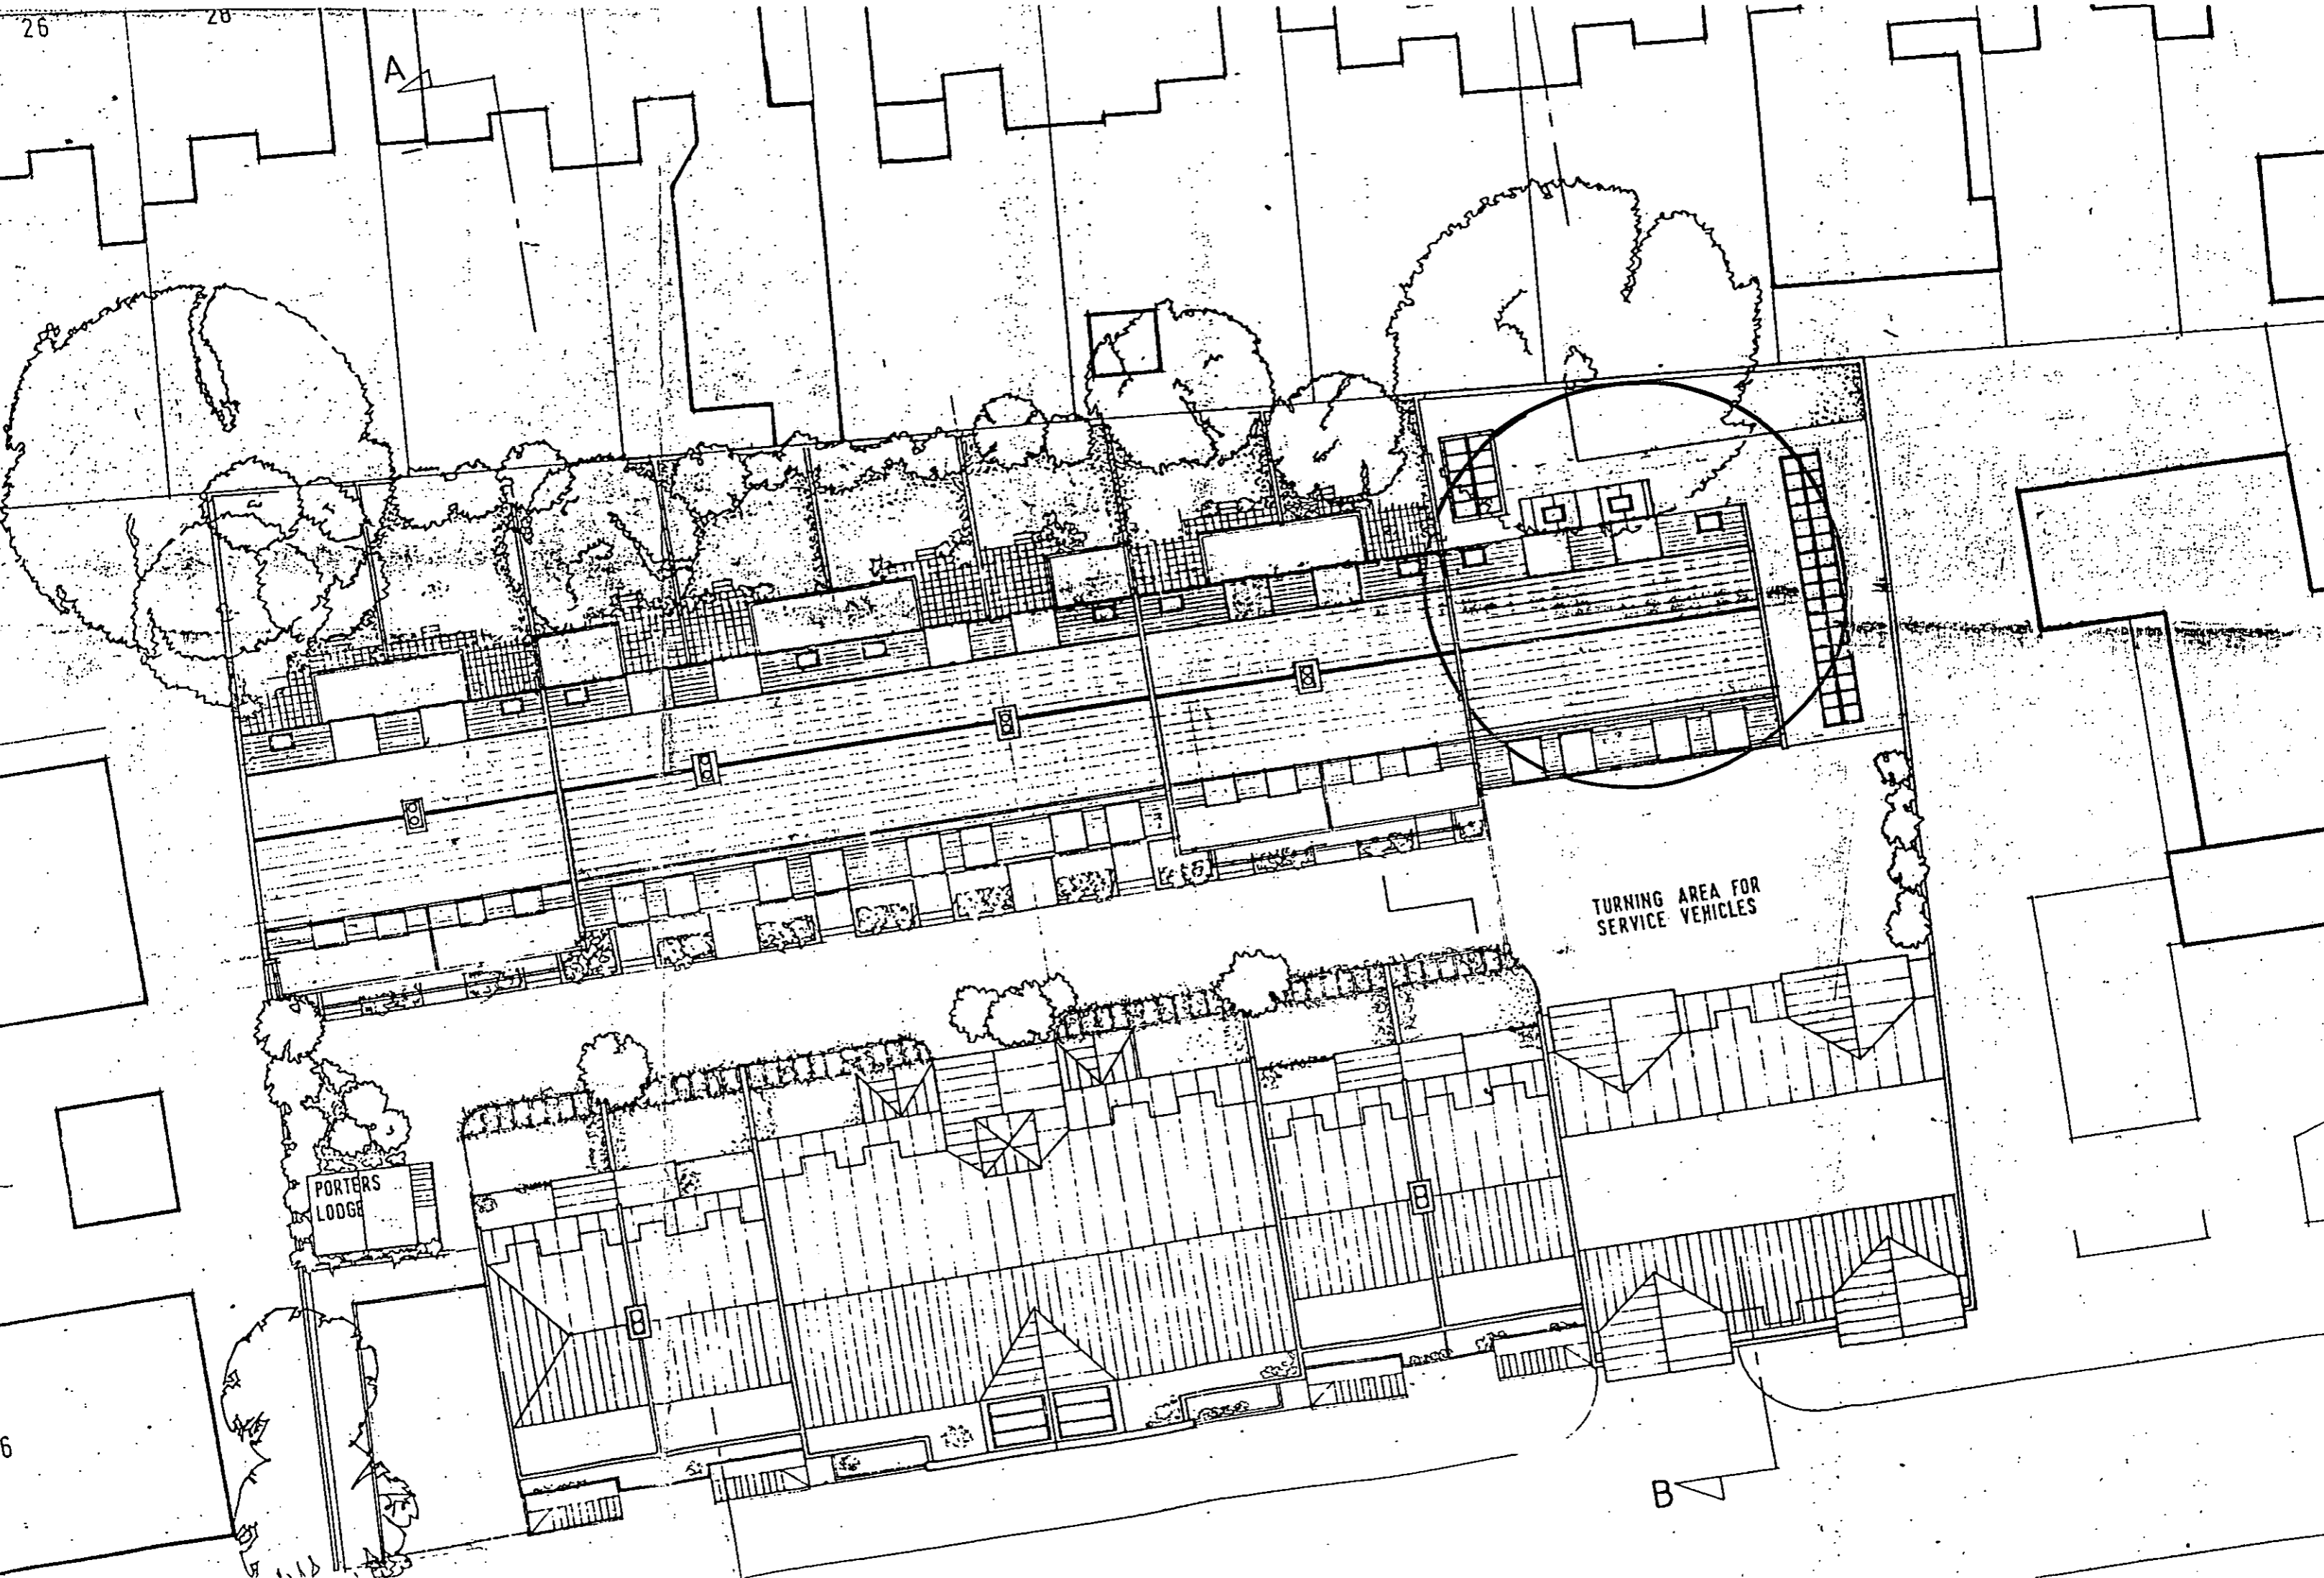 26
28
A
TURNING AREA FOR
SERVICE VEHICLES
PORTERS
LODGE
6
B